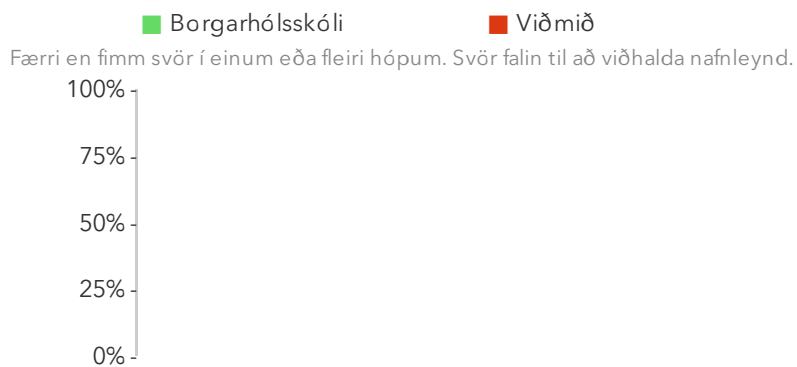 Borgarhólsskóli Viðmið
Færri en fimm svör í einum eða fleiri hópum. Svör falin til að viðhalda nafnleynd.
100%
75%
50%
25%
0%